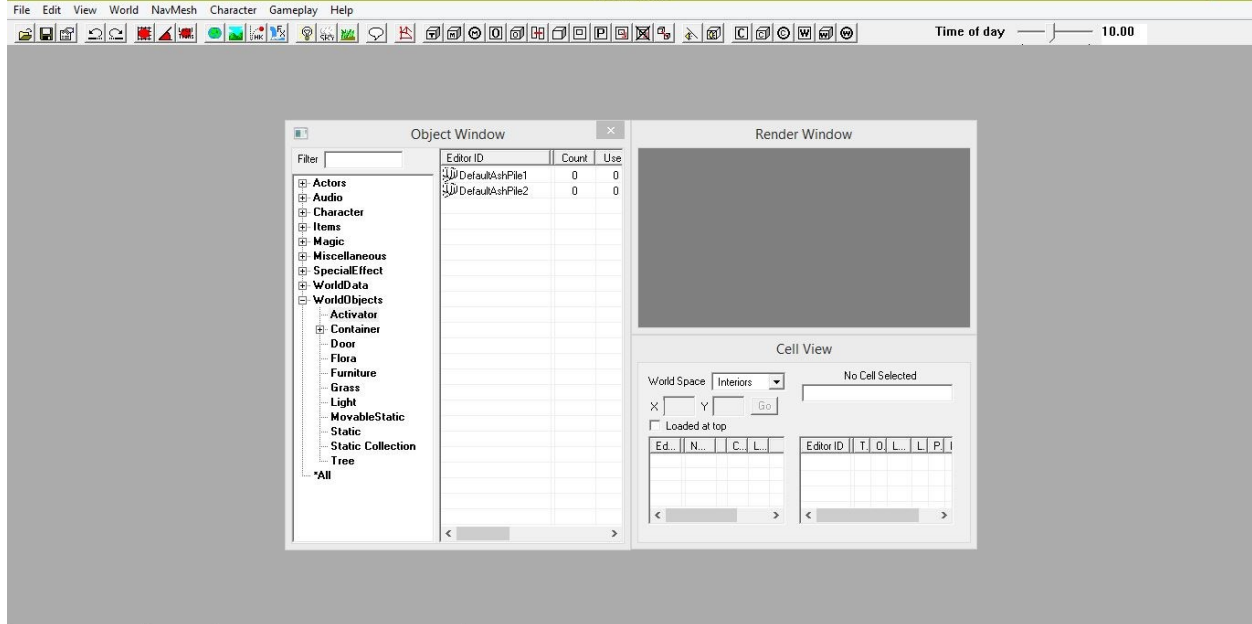 File Edit View World NavMesh Character Gameplay Help
Time of day 10.00
Object Window
Filter
Actors
Audio
Character
Items
Magic
Miscellaneous
SpecialEffect
WorldData
WorldObjects
Activator
Container
Door
Flora
Furniture
Grass
Light
MovableStatic
Static
Static Collection
Tree
*All
Editor ID Count Use
DefaultAshPile1 0 0
DefaultAshPile2 0 0
Render Window
Cell View
World Space Interiors
No Cell Selected
X Y Go
Loaded at top
Ed... N... C... L...
Editor ID T. O. L... L. P.